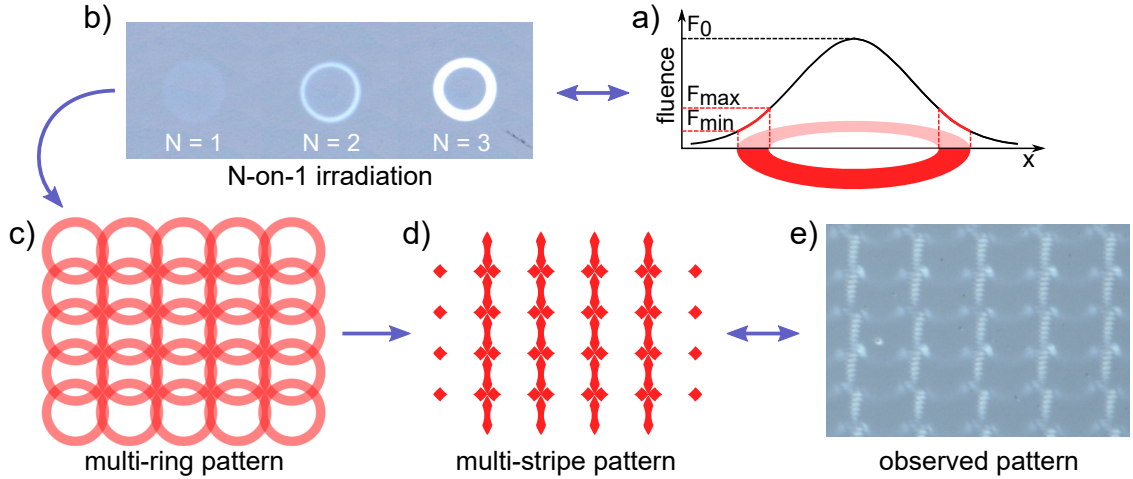 b)
N = 1
N = 2
N = 3
N-on-1 irradiation
a)
F0
Fmax
Fmin
fluence
x
c)
multi-ring pattern
d)
multi-stripe pattern
e)
observed pattern